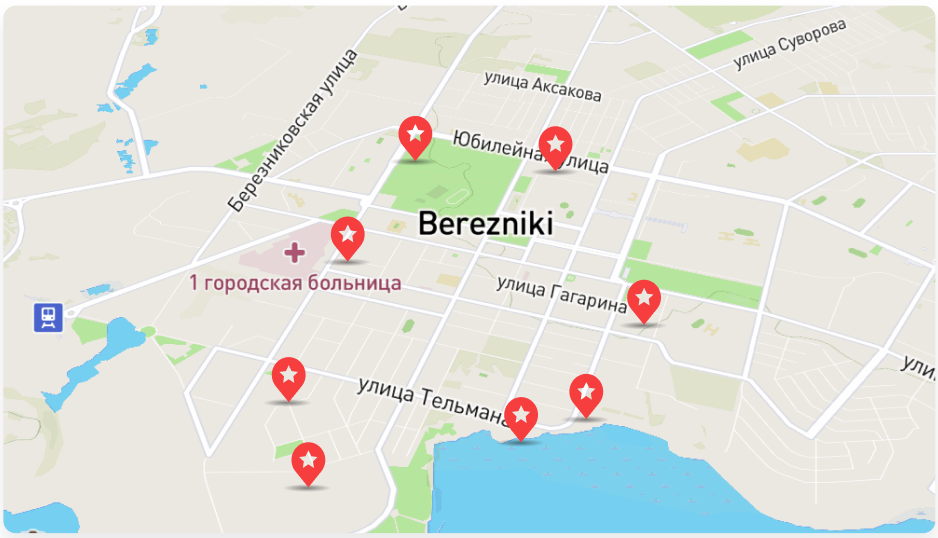 улица Суворова
улица Аксакова
Березниковская улица
Юбилейная улица
Berezniki
1 городская больница
улица Гагарина
улица Тельмана
ули